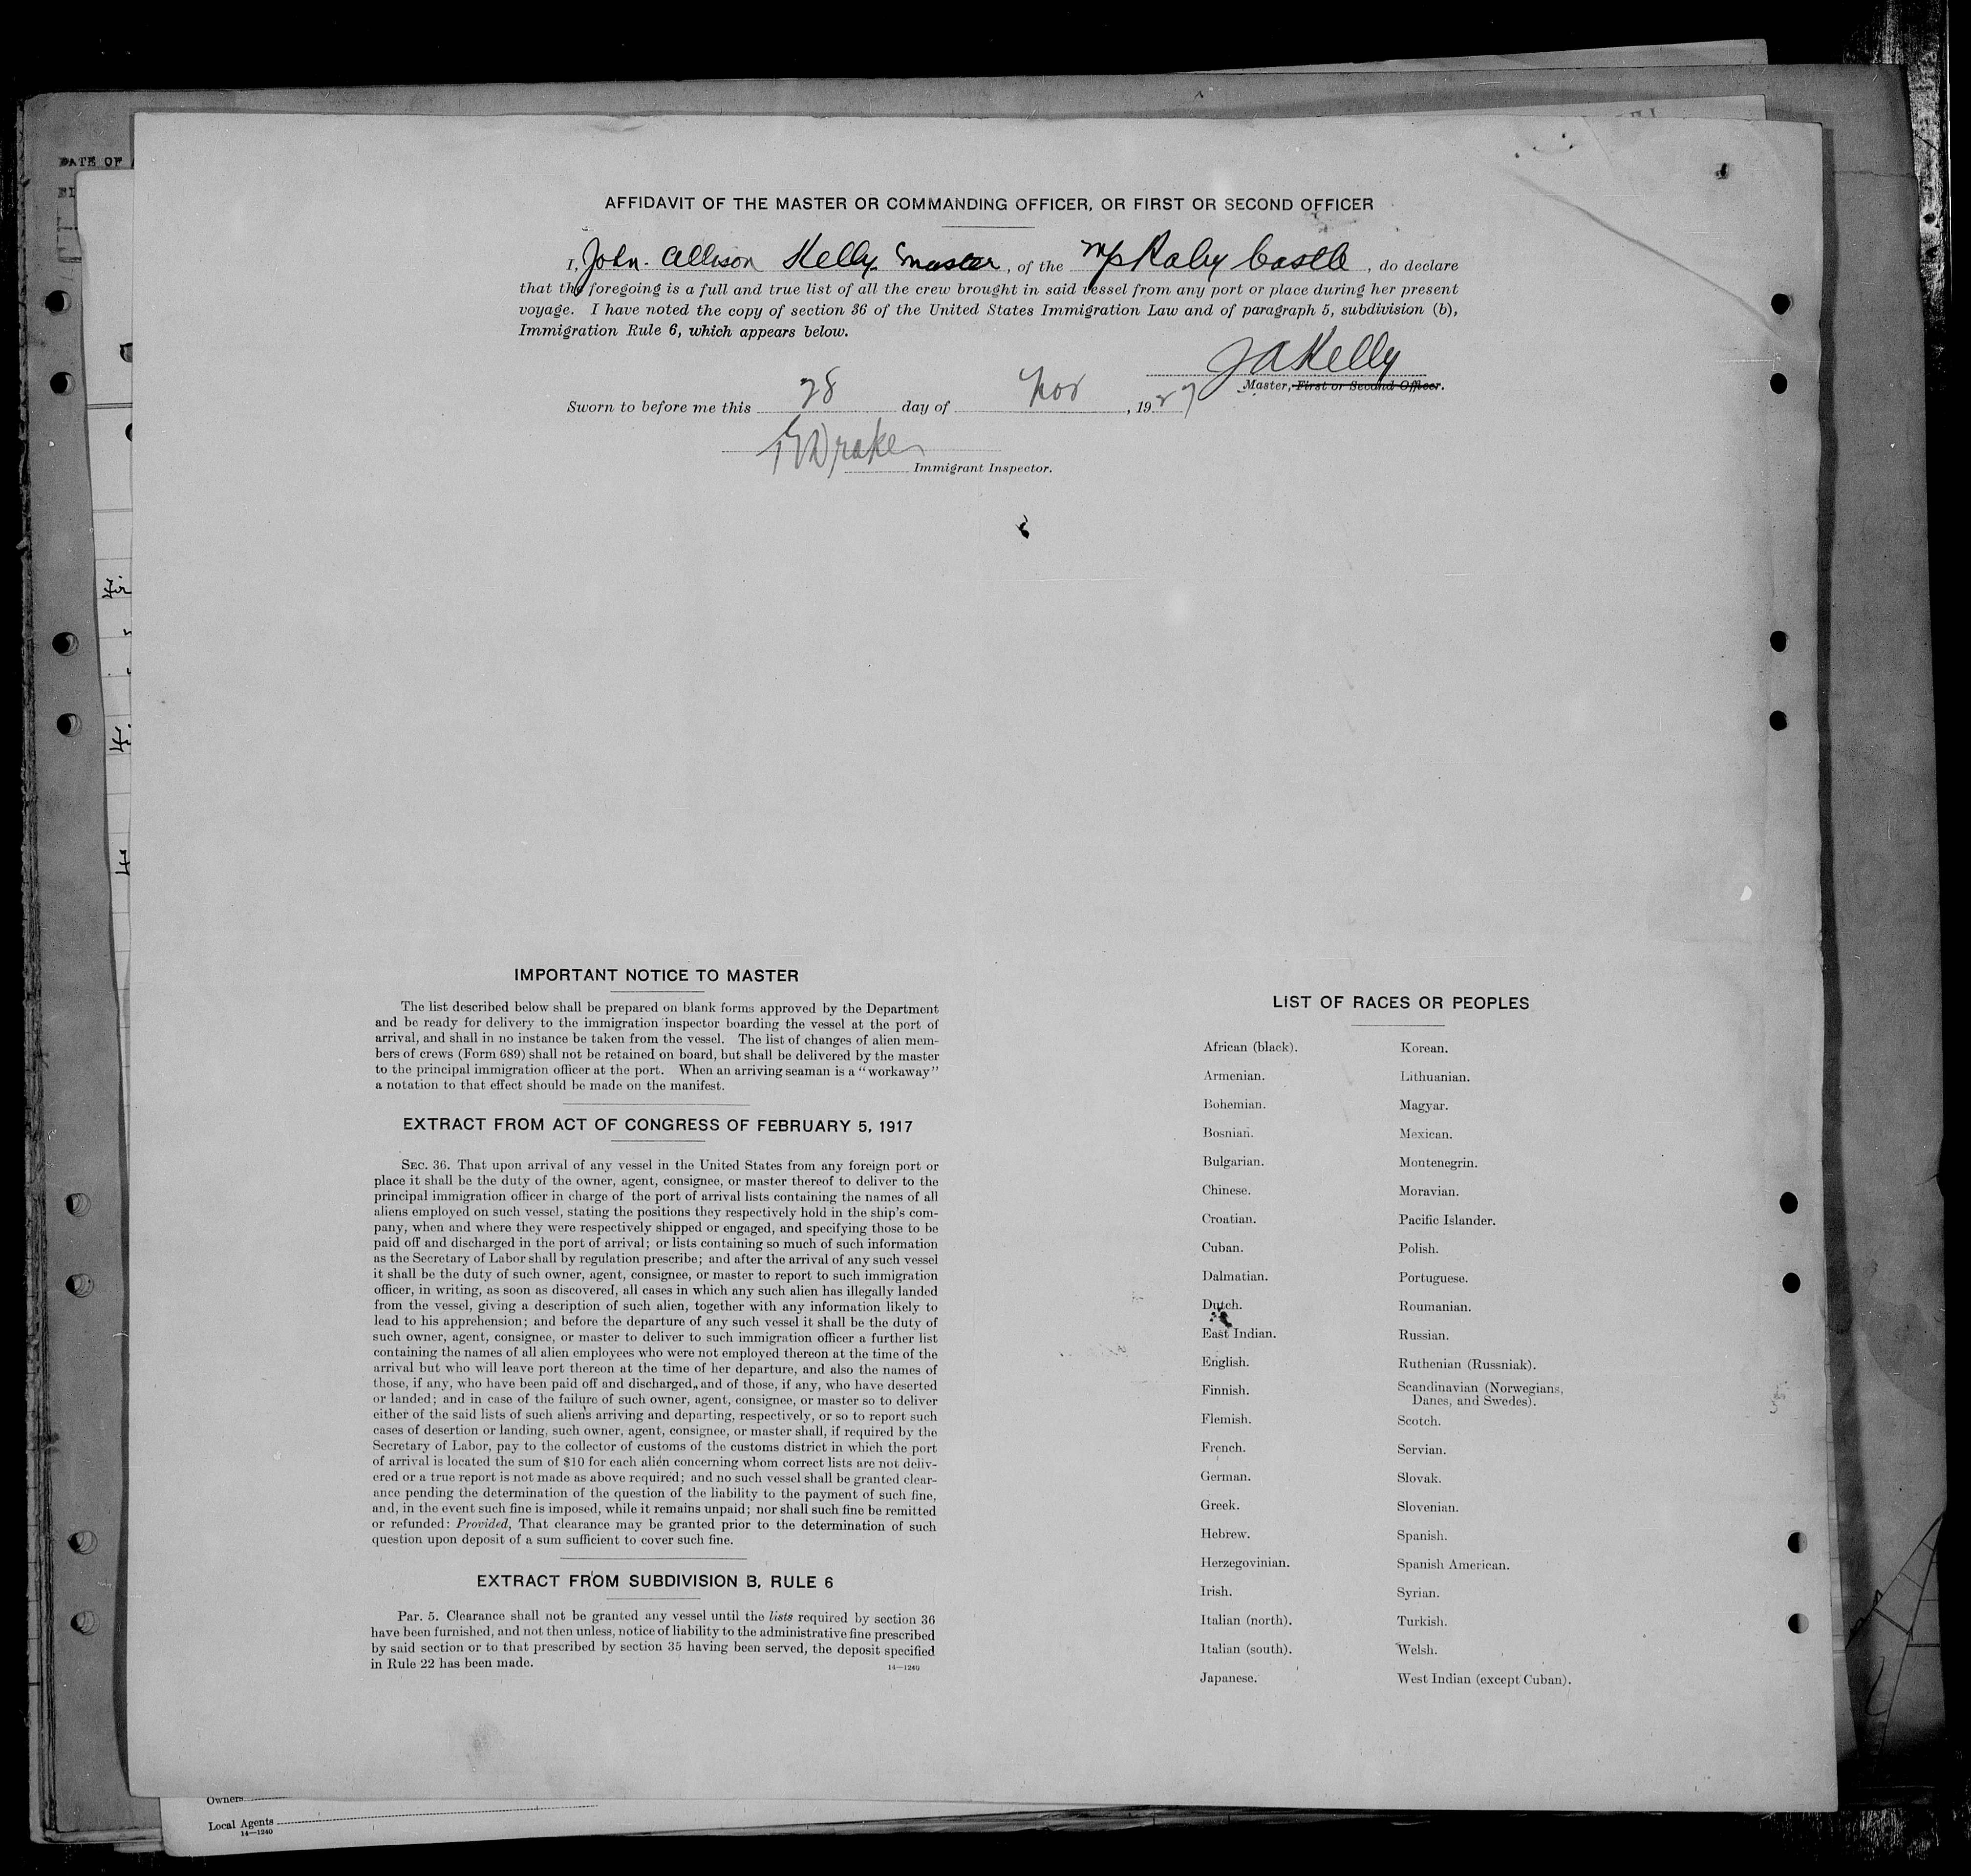 DATE OF
AFFIDAVIT OF THE MASTER OR COMMANDING OFFICER, OR FIRST OR SECOND OFFICER
I, John Allison Kelly Master, of the M/S Raby Castle, do declare
that the foregoing is a full and true list of all the crew brought in said vessel from any port or place during her present
voyage. I have noted the copy of section 36 of the United States Immigration Law and of paragraph 5, subdivision (b),
Immigration Rule 6, which appears below.
JAKelly
Master, First or Second Officer.
Sworn to before me this 28 day of Nov, 1927
Drake
Immigrant Inspector.
IMPORTANT NOTICE TO MASTER
The list described below shall be prepared on blank forms approved by the Department
and be ready for delivery to the immigration inspector boarding the vessel at the port of
arrival, and shall in no instance be taken from the vessel. The list of changes of alien mem-
bers of crews (Form 689) shall not be retained on board, but shall be delivered by the master
to the principal immigration officer at the port. When an arriving seaman is a "workaway"
a notation to that effect should be made on the manifest.
EXTRACT FROM ACT OF CONGRESS OF FEBRUARY 5, 1917
SEC. 36. That upon arrival of any vessel in the United States from any foreign port or
place it shall be the duty of the owner, agent, consignee, or master thereof to deliver to the
principal immigration officer in charge of the port of arrival lists containing the names of all
aliens employed on such vessel, stating the positions they respectively hold in the ship's com-
pany, when and where they were respectively shipped or engaged, and specifying those to be
paid off and discharged in the port of arrival; or lists containing so much of such information
as the Secretary of Labor shall by regulation prescribe; and after the arrival of any such vessel
it shall be the duty of such owner, agent, consignee, or master to report to such immigration
officer, in writing, as soon as discovered, all cases in which any such alien has illegally landed
from the vessel, giving a description of such alien, together with any information likely to
lead to his apprehension; and before the departure of any such vessel it shall be the duty of
such owner, agent, consignee, or master to deliver to such immigration officer a further list
containing the names of all alien employees who were not employed thereon at the time of the
arrival but who will leave port thereon at the time of her departure, and also the names of
those, if any, who have been paid off and discharged, and of those, if any, who have deserted
or landed; and in case of the failure of such owner, agent, consignee, or master so to deliver
either of the said lists of such aliens arriving and departing, respectively, or so to report such
cases of desertion or landing, such owner, agent, consignee, or master shall, if required by the
Secretary of Labor, pay to the collector of customs of the customs district in which the port
of arrival is located the sum of $10 for each alien concerning whom correct lists are not deliv-
ered or a true report is not made as above required; and no such vessel shall be granted clear-
ance pending the determination of the question of the liability to the payment of such fine,
and, in the event such fine is imposed, while it remains unpaid; nor shall such fine be remitted
or refunded: Provided, That clearance may be granted prior to the determination of such
question upon deposit of a sum sufficient to cover such fine.
EXTRACT FROM SUBDIVISION B, RULE 6
Par. 5. Clearance shall not be granted any vessel until the lists required by section 36
have been furnished, and not then unless, notice of liability to the administrative fine prescribed
by said section or to that prescribed by section 35 having been served, the deposit specified
in Rule 22 has been made.
14—1240
LIST OF RACES OR PEOPLES
African (black).
Armenian.
Bohemian.
Bosnian.
Bulgarian.
Chinese.
Croatian.
Cuban.
Dalmatian.
Dutch.
East Indian.
English.
Finnish.
Flemish.
French.
German.
Greek.
Hebrew.
Herzegovinian.
Irish.
Italian (north).
Italian (south).
Japanese.
Korean.
Lithuanian.
Magyar.
Mexican.
Montenegrin.
Moravian.
Pacific Islander.
Polish.
Portuguese.
Roumanian.
Russian.
Ruthenian (Russniak).
Scandinavian (Norwegians,
Danes, and Swedes).
Scotch.
Servian.
Slovak.
Slovenian.
Spanish.
Spanish American.
Syrian.
Turkish.
Welsh.
West Indian (except Cuban).
Owners
Local Agents
14—1240